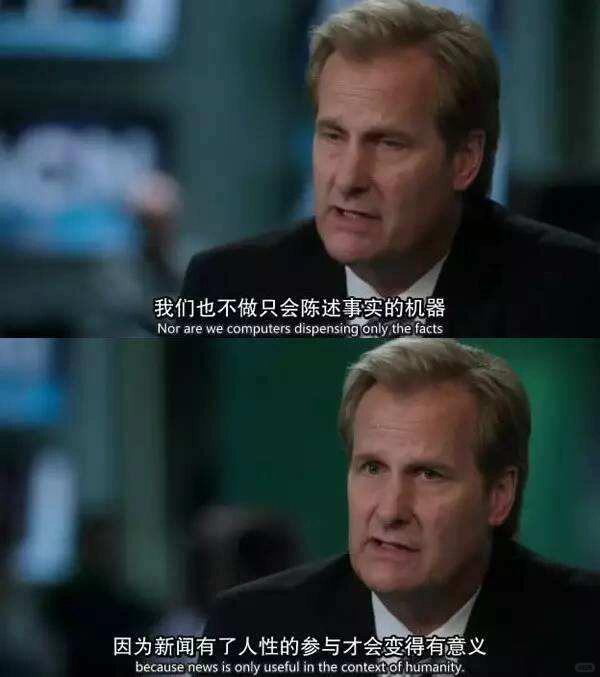 我们也不做只会陈述事实的机器
Nor are we computers dispensing only the facts
因为新闻有了人性的参与才会变得有意义
because news is only useful in the context of humanity.